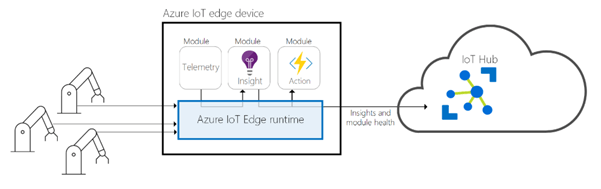 Azure IoT edge device
Module
Module
Module
Telemetry
Insight
Action
Azure IoT Edge runtime
Insights and
module health
IoT Hub